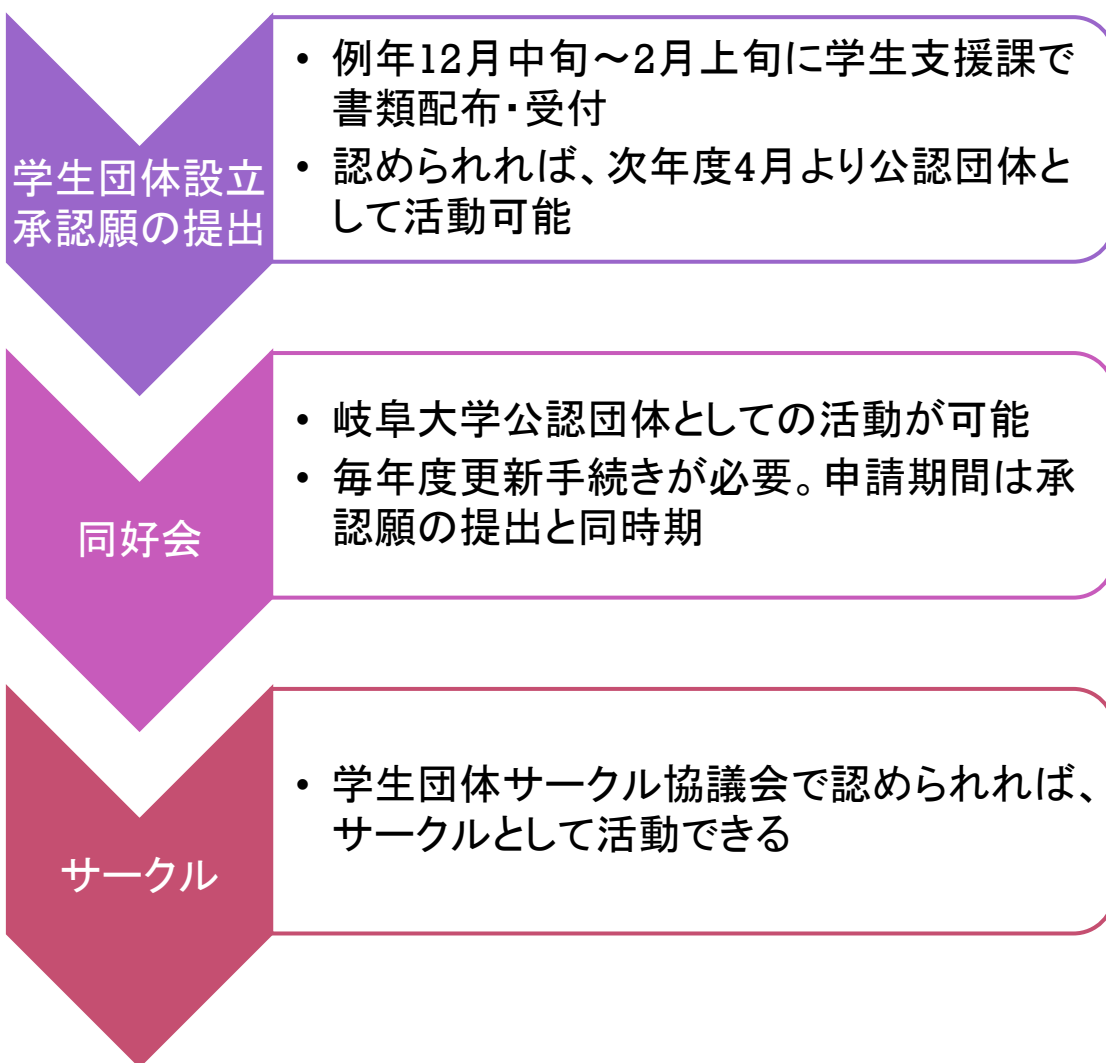 学生団体設立
承認願の提出
• 例年12月中旬～2月上旬に学生支援課で
書類配布・受付
• 認められれば、次年度4月より公認団体と
して活動可能
同好会
• 岐阜大学公認団体としての活動が可能
• 毎年度更新手続きが必要。申請期間は承
認願の提出と同時期
サークル
• 学生団体サークル協議会で認められれば、
サークルとして活動できる